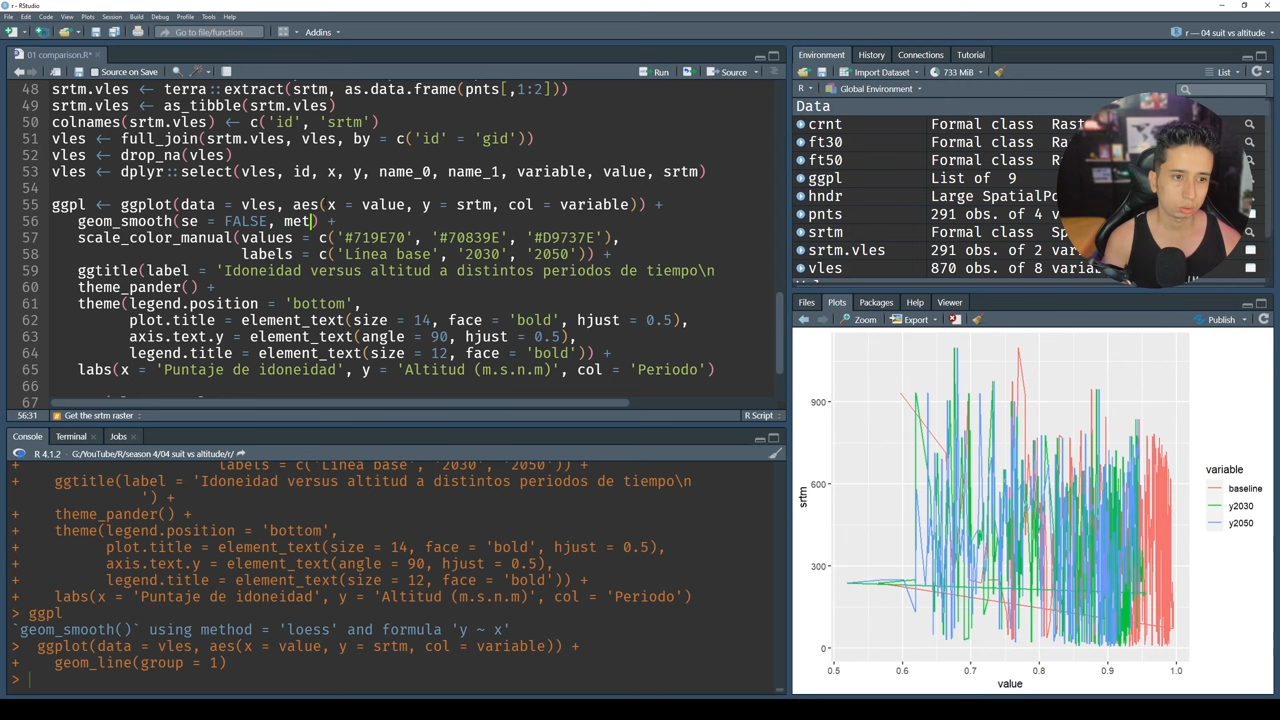 r - RStudio
File Edit Code View Plots Session Build Debug Profile Tools Help
Go to file/function
Addins
r — 04 suit vs altitude
01 comparison.R*
Source on Save
Run
Source
48 srtm.vles ← terra::extract(srtm, as.data.frame(pnts[,1:2]))
49 srtm.vles ← as_tibble(srtm.vles)
50 colnames(srtm.vles) ← c('id', 'srtm')
51 vles ← full_join(srtm.vles, vles, by = c('id' = 'gid'))
52 vles ← drop_na(vles)
53 vles ← dplyr::select(vles, id, x, y, name_0, name_1, variable, value, srtm)
54
55 ggpl ← ggplot(data = vles, aes(x = value, y = srtm, col = variable)) +
56 geom_smooth(se = FALSE, met) +
57 scale_color_manual(values = c('#719E70', '#70839E', '#D9737E'),
58 labels = c('Línea base', '2030', '2050')) +
59 ggtitle(label = 'Idoneidad versus altitud a distintos periodos de tiempo\n
60 theme_pander() +
61 theme(legend.position = 'bottom',
62 plot.title = element_text(size = 14, face = 'bold', hjust = 0.5),
63 axis.text.y = element_text(angle = 90, hjust = 0.5),
64 legend.title = element_text(size = 12, face = 'bold')) +
65 labs(x = 'Puntaje de idoneidad', y = 'Altitud (m.s.n.m)', col = 'Periodo')
66
67
56:31 Get the srtm raster
R Script
Console Terminal Jobs
R 4.1.2 · G:/YouTube/R/season 4/04 suit vs altitude/r/
+ labels = c('Línea base', '2030', '2050')) +
+ ggtitle(label = 'Idoneidad versus altitud a distintos periodos de tiempo\n
+ ') +
+ theme_pander() +
+ theme(legend.position = 'bottom',
+ plot.title = element_text(size = 14, face = 'bold', hjust = 0.5),
+ axis.text.y = element_text(angle = 90, hjust = 0.5),
+ legend.title = element_text(size = 12, face = 'bold')) +
+ labs(x = 'Puntaje de idoneidad', y = 'Altitud (m.s.n.m)', col = 'Periodo')
> ggpl
`geom_smooth()` using method = 'loess' and formula 'y ~ x'
> ggplot(data = vles, aes(x = value, y = srtm, col = variable)) +
+ geom_line(group = 1)
>
Environment History Connections Tutorial
Import Dataset
733 MiB
List
R
Global Environment
Data
crnt Formal class Rast
ft30 Formal class Ras
ft50 Formal class Ras
ggpl List of 9
hndr Large SpatialPo
pnts 291 obs. of 4 v
srtm Formal class Sp
srtm.vles 291 obs. of 2 va
vles 870 obs. of 8 variab
Files Plots Packages Help Viewer
Zoom
Export
Publish
900
600
300
0
srtm
0.5 0.6 0.7 0.8 0.9 1.0
value
variable
baseline
y2030
y2050